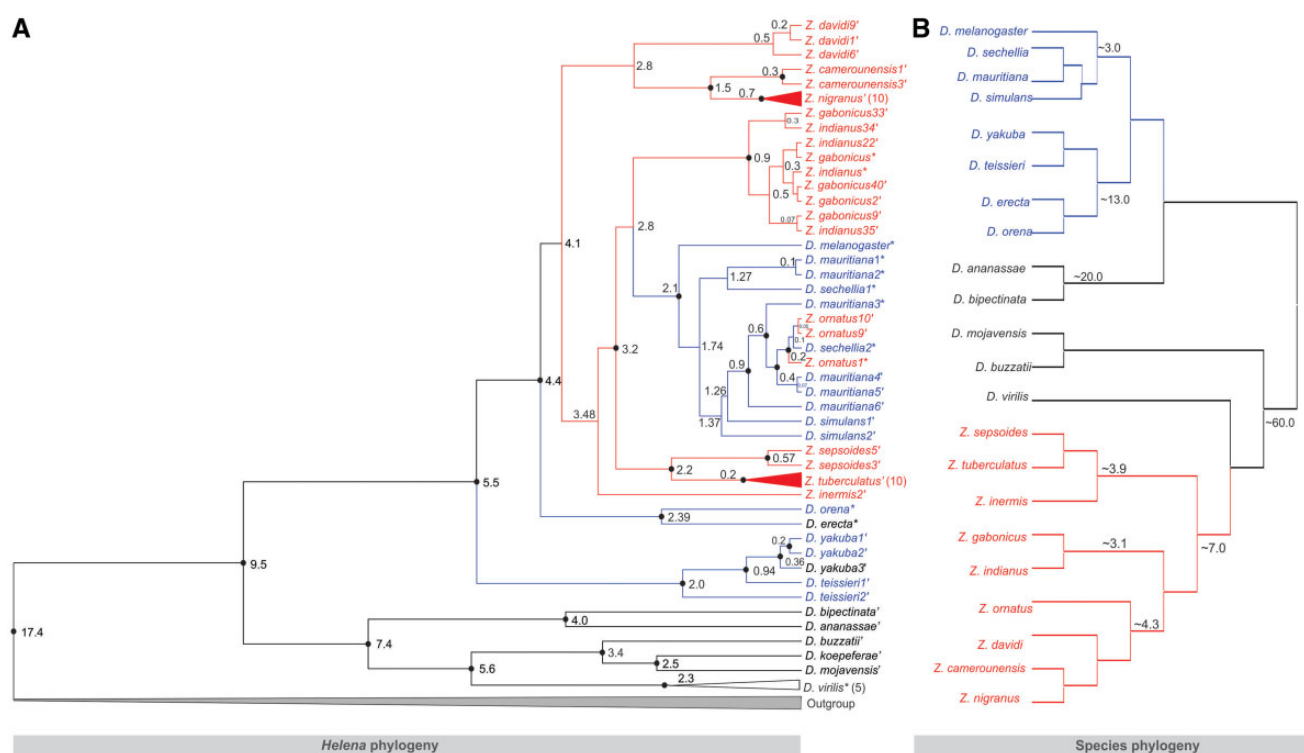 A
0.2
Z. davidi9'
0.5
Z. davidi1'
Z. davidi6'
2.8
0.3
Z. camerounensis1'
Z. camerounensis3'
1.5
0.7
Z. nigranus' (10)
Z. gabonicus33'
0.3
Z. indianus34'
Z. indianus22'
0.9
Z. gabonicus*
0.3
Z. indianus*
Z. gabonicus40'
0.5
Z. gabonicus2'
Z. gabonicus9'
0.07
Z. indianus35'
2.8
4.1
D. melanogaster*
0.1
D. mauritiana1*
1.27
D. mauritiana2*
2.1
D. sechellia1*
D. mauritiana3*
Z. ornatus10'
0.6
Z. ornatus9'
0.1
D. sechellia2*
1.74
0.2
Z. ornatus1*
3.2
0.9
0.4
D. mauritiana4'
0.07
D. mauritiana5'
4.4
1.26
D. mauritiana6'
3.48
1.37
D. simulans1'
D. simulans2'
Z. sepsoides5'
0.57
2.2
Z. sepsoides3'
0.2
Z. tuberculatus' (10)
5.5
Z. inermis2'
D. orena*
2.39
D. erecta*
0.2
D. yakuba1'
D. yakuba2'
0.36
9.5
D. yakuba3'
0.94
2.0
D. teissieri1'
D. teissieri2'
D. bipectinata'
4.0
D. ananassae'
17.4
7.4
D. buzzatii'
3.4
D. koepeferae'
5.6
2.5
D. mojavensis'
2.3
D. virilis* (5)
Outgroup
Helena phylogeny
B
D. melanogaster
~3.0
D. sechellia
D. mauritiana
D. simulans
D. yakuba
D. teissieri
D. erecta
~13.0
D. orena
D. ananassae
~20.0
D. bipectinata
D. mojavensis
D. buzzatii
D. virilis
~60.0
Z. sepsoides
Z. tuberculatus
~3.9
Z. inermis
Z. gabonicus
~3.1
~7.0
Z. indianus
Z. ornatus
~4.3
Z. davidi
Z. camerounensis
Z. nigranus
Species phylogeny